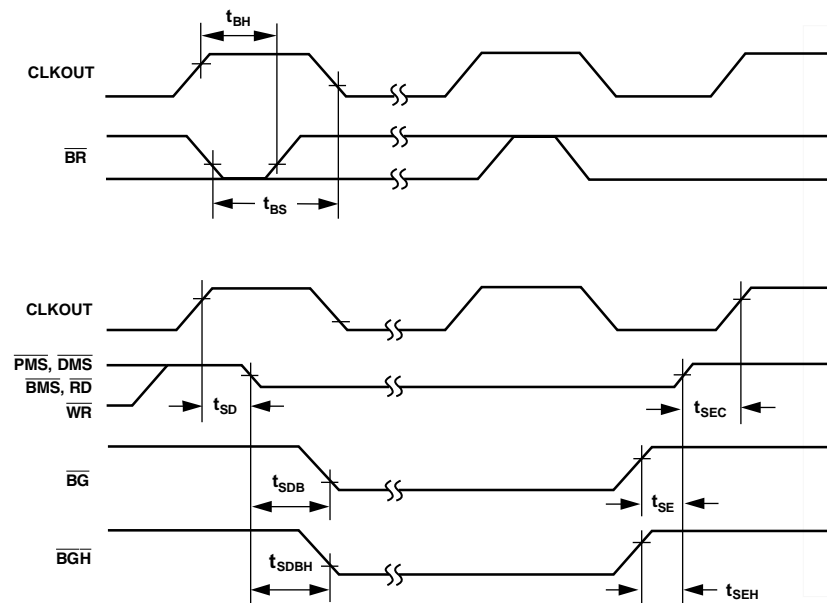 tBH
CLKOUT
BR
tBS
CLKOUT
PMS, DMS
BMS, RD
WR
tSD
tSEC
BG
tSDB
tSE
BGH
tSDBH
tSEH